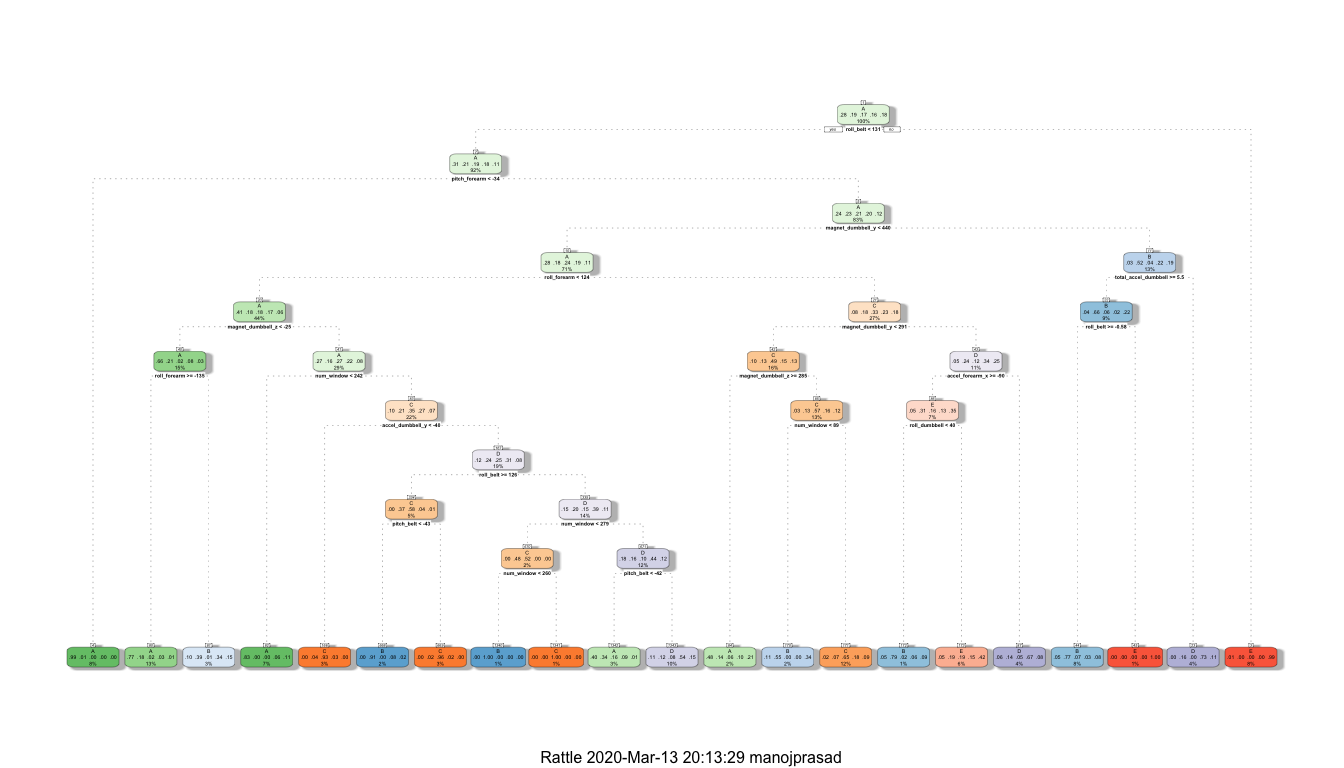 A
.28 .19 .17 .16 .18
100%
yes roll_belt < 131 no
A
.31 .21 .19 .18 .11
92%
pitch_forearm < -34
A
.24 .23 .21 .20 .12
83%
magnet_dumbbell_y < 440
A
.28 .18 .24 .19 .11
71%
roll_forearm < 124
B
.03 .52 .04 .22 .19
13%
total_accel_dumbbell >= 5.5
A
.41 .18 .18 .17 .06
44%
magnet_dumbbell_z < -25
C
.08 .18 .33 .23 .18
27%
magnet_dumbbell_y < 291
B
.04 .66 .06 .02 .22
9%
roll_belt >= -0.58
A
.66 .21 .02 .08 .03
15%
roll_forearm >= -135
A
.27 .16 .27 .22 .08
29%
num_window < 242
C
.10 .13 .49 .15 .13
16%
magnet_dumbbell_z >= 285
D
.05 .24 .12 .34 .25
11%
accel_forearm_x >= -90
C
.10 .21 .35 .27 .07
22%
accel_dumbbell_y < -40
C
.03 .13 .57 .16 .12
13%
num_window < 89
E
.05 .31 .16 .13 .35
7%
roll_dumbbell < 40
D
.12 .24 .25 .31 .08
19%
roll_belt >= 126
C
.00 .37 .58 .04 .01
5%
pitch_belt < -43
D
.15 .20 .15 .39 .11
14%
num_window < 279
C
.00 .48 .52 .00 .00
2%
num_window < 260
D
.18 .16 .10 .44 .12
12%
pitch_belt < -42
A
.99 .01 .00 .00 .00
8%
A
.77 .18 .02 .03 .01
13%
B
.10 .39 .01 .34 .15
3%
A
.83 .00 .00 .06 .11
7%
C
.00 .04 .93 .03 .00
3%
B
.00 .91 .00 .08 .02
2%
C
.00 .02 .96 .02 .00
3%
B
.00 1.00 .00 .00 .00
1%
C
.00 .00 1.00 .00 .00
1%
A
.40 .34 .16 .09 .01
3%
D
.11 .12 .08 .54 .15
10%
A
.48 .14 .06 .10 .21
2%
B
.11 .55 .00 .00 .34
2%
C
.02 .07 .65 .18 .09
12%
B
.05 .79 .02 .06 .09
1%
E
.05 .19 .19 .15 .42
6%
D
.06 .14 .05 .67 .08
4%
B
.05 .77 .07 .03 .08
8%
E
.00 .00 .00 .00 1.00
1%
D
.00 .16 .00 .73 .11
4%
E
.01 .00 .00 .00 .99
8%
Rattle 2020-Mar-13 20:13:29 manojprasad